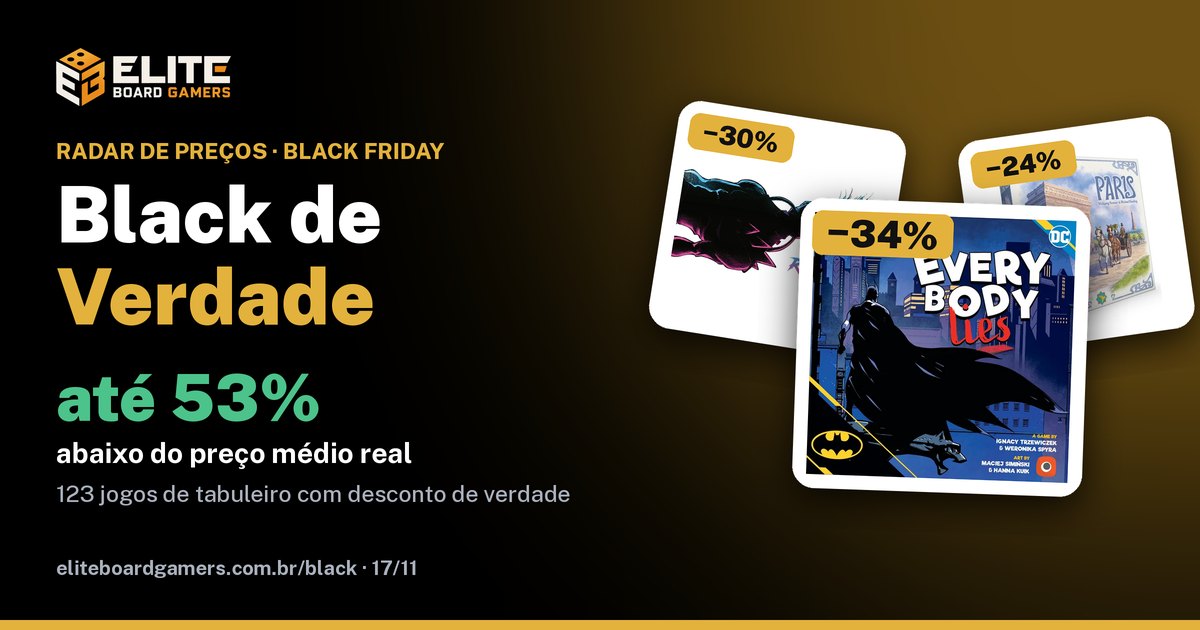 ELITE
BOARD GAMERS
RADAR DE PREÇOS · BLACK FRIDAY
Black de
Verdade
até 53%
abaixo do preço médio real
123 jogos de tabuleiro com desconto de verdade
eliteboardgamers.com.br/black · 17/11
−30%
−24%
PARIS
−34%
DC
EVERY
BODY
lies
A GAME BY
IGNACY TRZEWICZEK
& WERONIKA SPYRA
ART BY
MACIEJ SIMIŃSKI
& HANNA KUIK